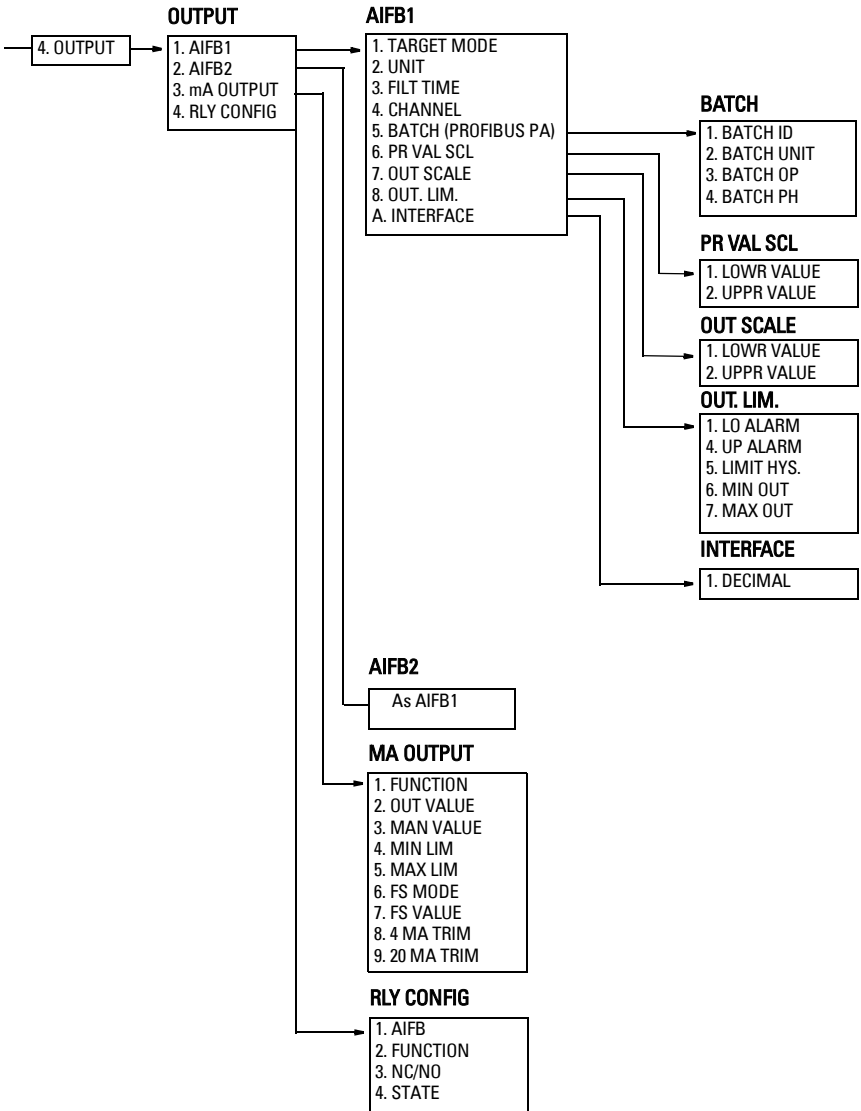 OUTPUT
4. OUTPUT
1. AIFB1
2. AIFB2
3. mA OUTPUT
4. RLY CONFIG
AIFB1
1. TARGET MODE
2. UNIT
3. FILT TIME
4. CHANNEL
5. BATCH (PROFIBUS PA)
6. PR VAL SCL
7. OUT SCALE
8. OUT. LIM.
A. INTERFACE
BATCH
1. BATCH ID
2. BATCH UNIT
3. BATCH OP
4. BATCH PH
PR VAL SCL
1. LOWR VALUE
2. UPPR VALUE
OUT SCALE
1. LOWR VALUE
2. UPPR VALUE
OUT. LIM.
1. LO ALARM
4. UP ALARM
5. LIMIT HYS.
6. MIN OUT
7. MAX OUT
INTERFACE
1. DECIMAL
AIFB2
As AIFB1
MA OUTPUT
1. FUNCTION
2. OUT VALUE
3. MAN VALUE
4. MIN LIM
5. MAX LIM
6. FS MODE
7. FS VALUE
8. 4 MA TRIM
9. 20 MA TRIM
RLY CONFIG
1. AIFB
2. FUNCTION
3. NC/NO
4. STATE